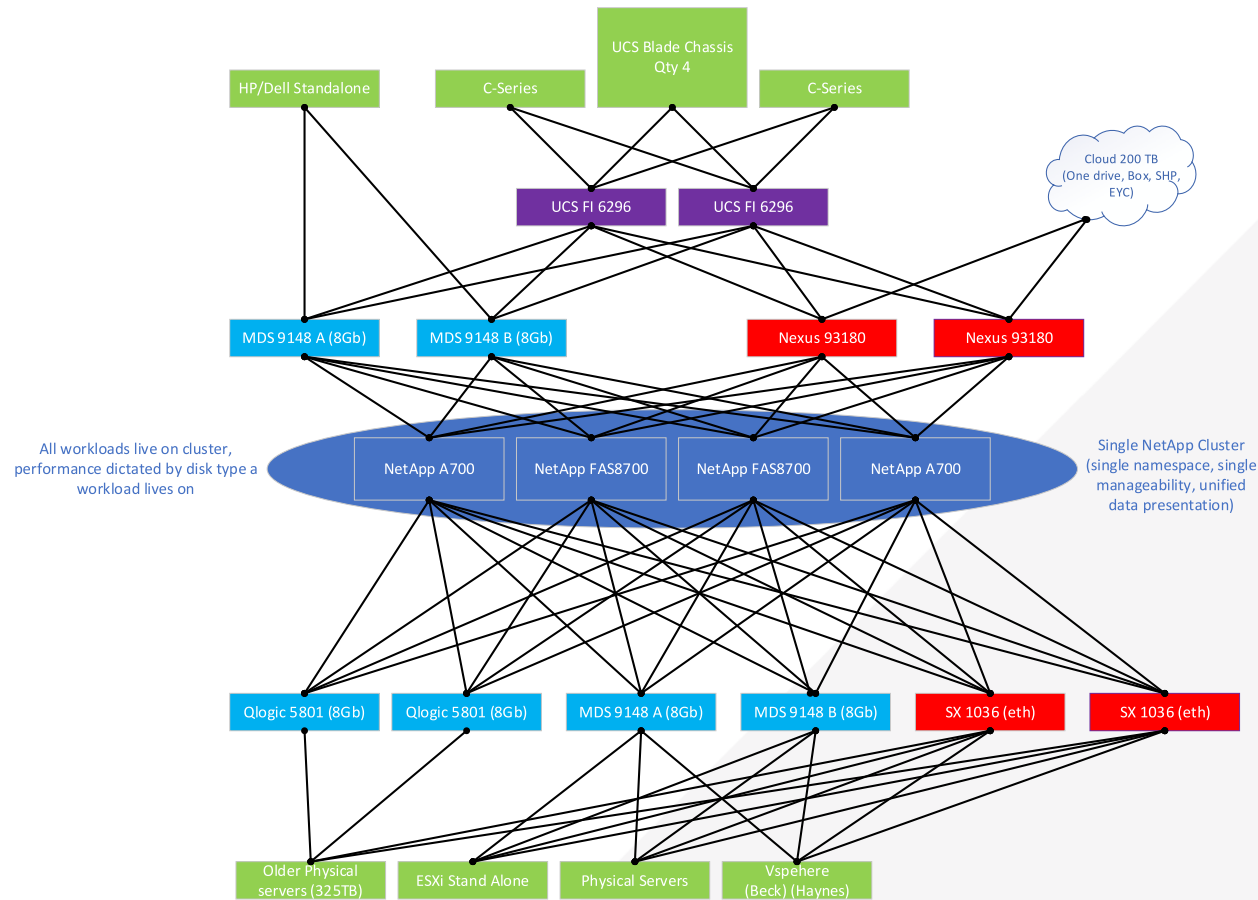 UCS Blade Chassis
Qty 4
HP/Dell Standalone
C-Series
C-Series
Cloud 200 TB
(One drive, Box, SHP,
EYC)
UCS FI 6296
UCS FI 6296
MDS 9148 A (8Gb)
MDS 9148 B (8Gb)
Nexus 93180
Nexus 93180
All workloads live on cluster,
performance dictated by disk type a
workload lives on
NetApp A700
NetApp FAS8700
NetApp FAS8700
NetApp A700
Single NetApp Cluster
(single namespace, single
manageability, unified
data presentation)
Qlogic 5801 (8Gb)
Qlogic 5801 (8Gb)
MDS 9148 A (8Gb)
MDS 9148 B (8Gb)
SX 1036 (eth)
SX 1036 (eth)
Older Physical
servers (325TB)
ESXi Stand Alone
Physical Servers
Vspehere
(Beck) (Haynes)